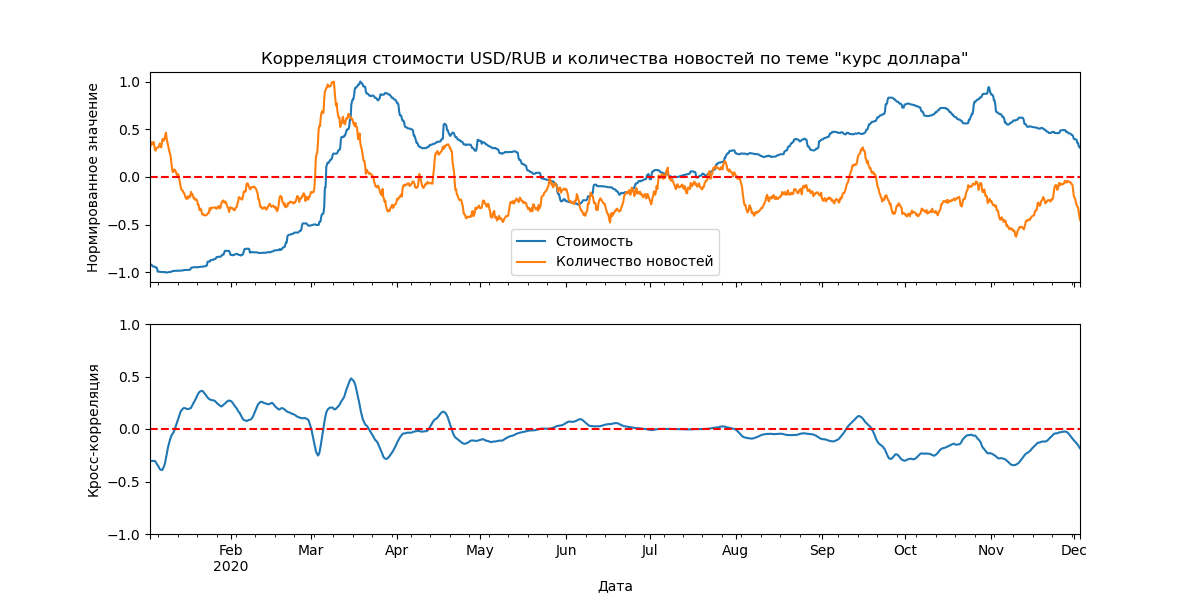 Корреляция стоимости USD/RUB и количества новостей по теме "курс доллара"
Нормированное значение
1.0
0.5
0.0
−0.5
−1.0
Стоимость
Количество новостей
Кросс-корреляция
1.0
0.5
0.0
−0.5
−1.0
Feb Mar Apr May Jun Jul Aug Sep Oct Nov Dec
2020
Дата